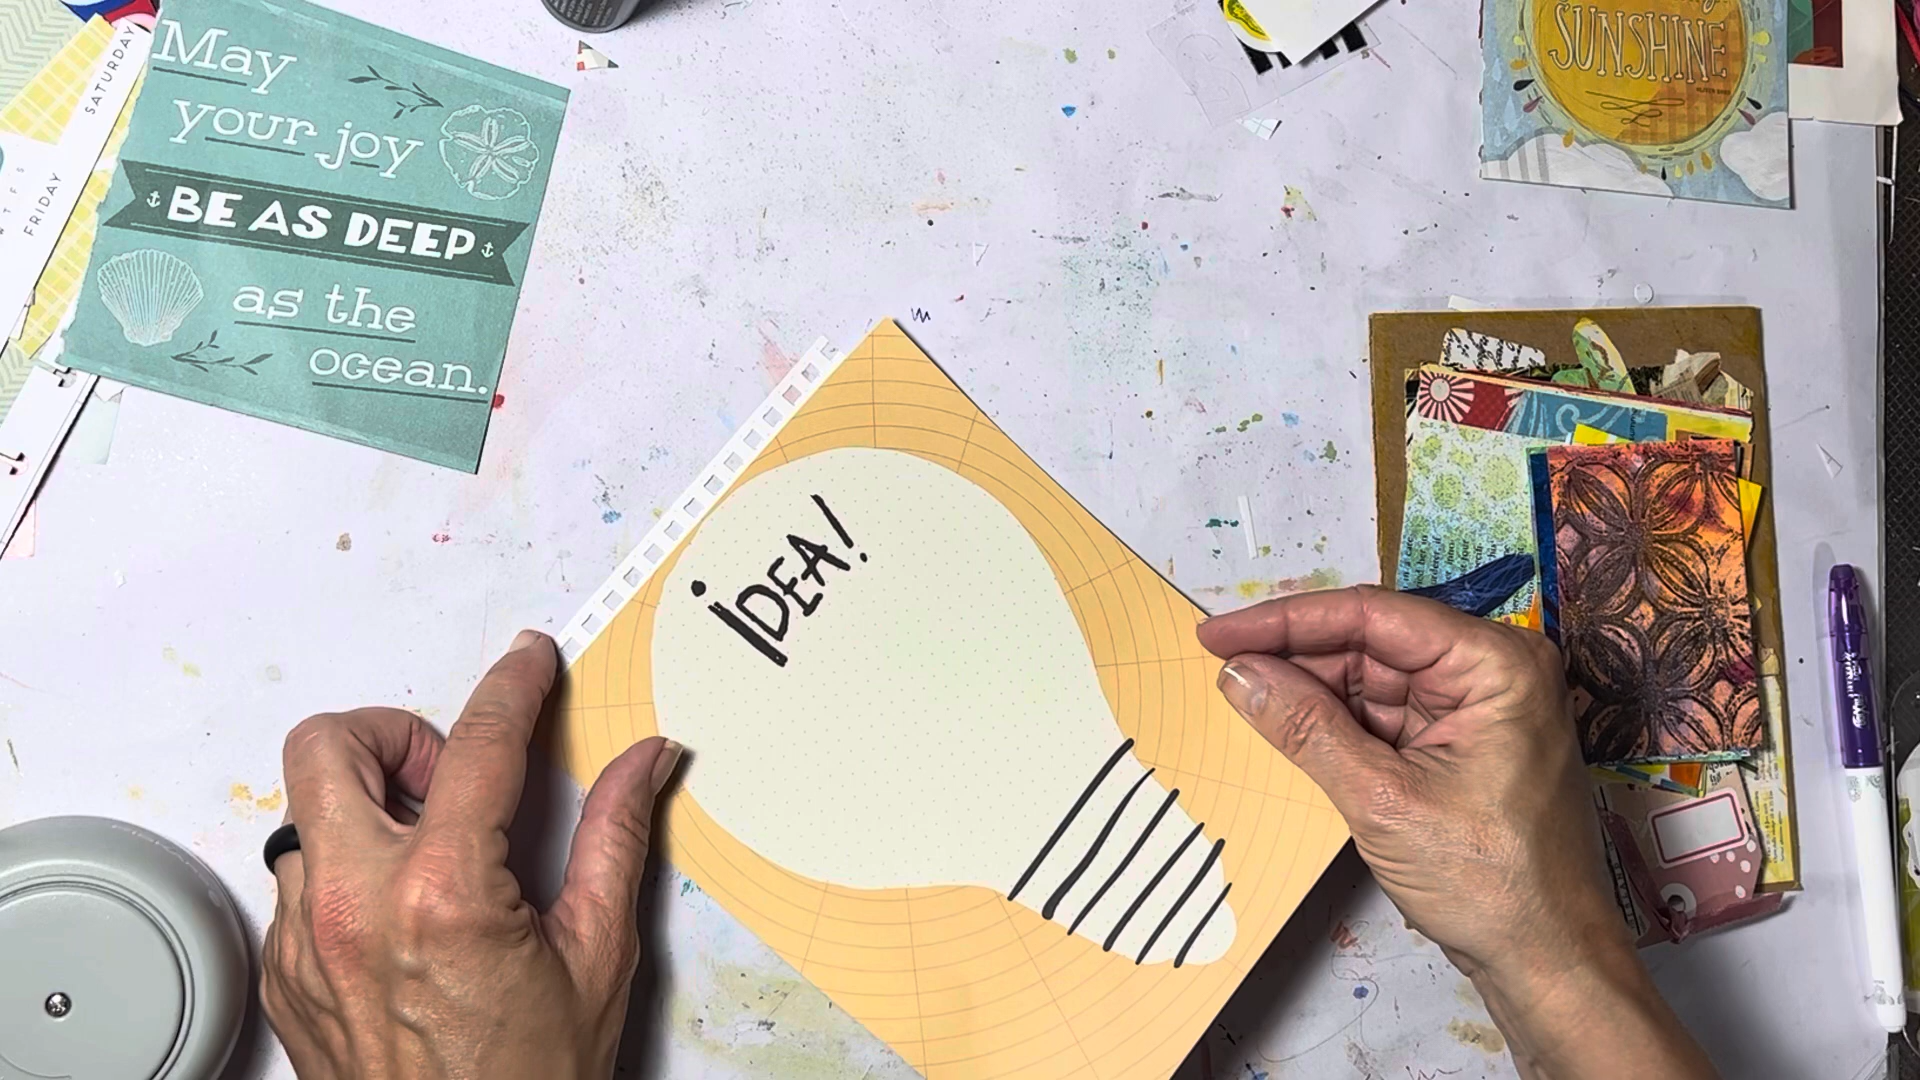 May
your joy
BE AS DEEP
as the
ocean.
SATURDAY
FRIDAY
SUNSHINE
IDEA!